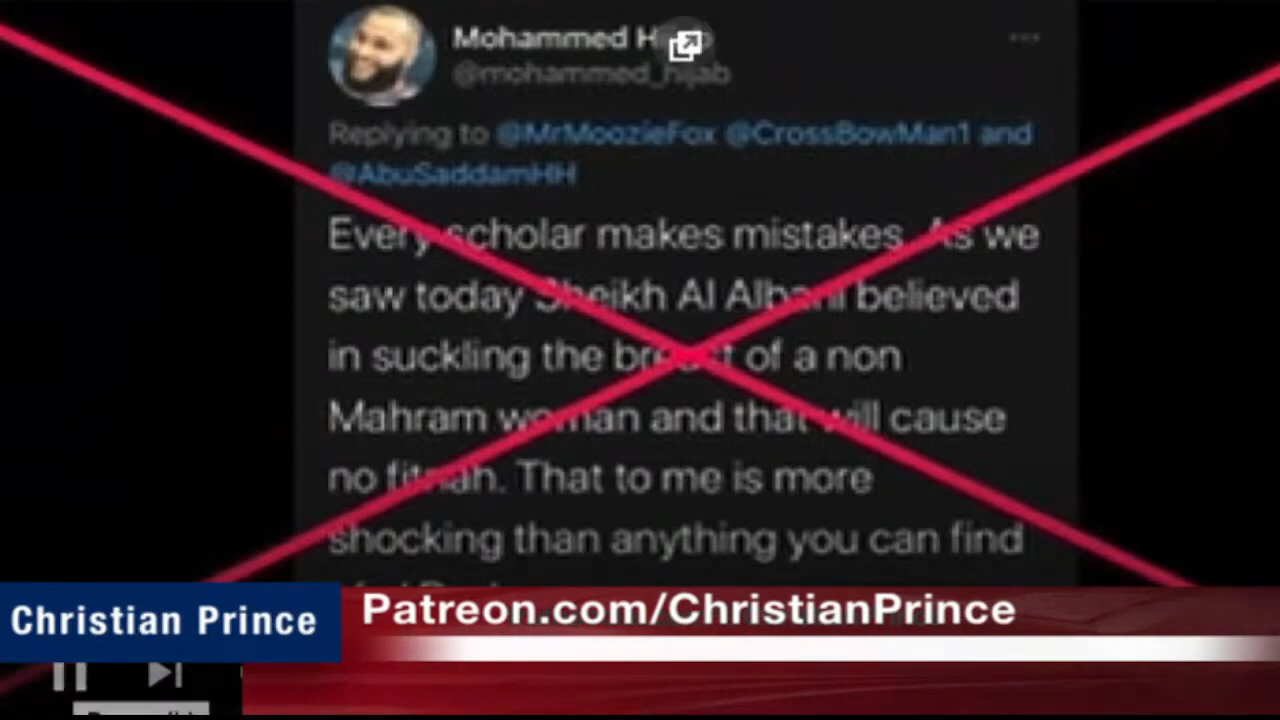 Mohammed H
@mohammed_hijab
Replying to @MrMoozieFox @CrossBowMan1 and
@AbuSaddamHH
Every scholar makes mistakes. As we
saw today Sheikh Al Albani believed
in suckling the breast of a non
Mahram woman and that will cause
no fitnah. That to me is more
shocking than anything you can find
Christian Prince
Patreon.com/ChristianPrince